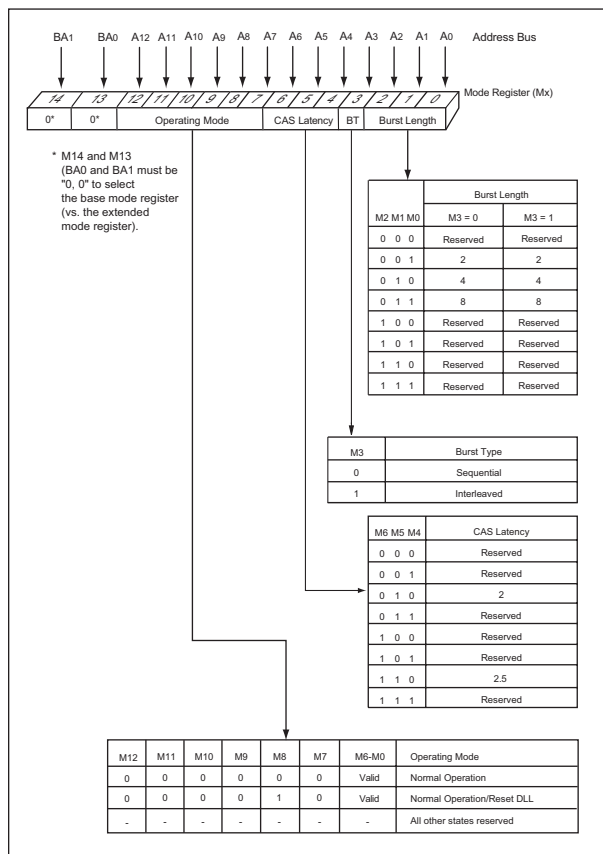 BA1 BA0 A12 A11 A10 A9 A8 A7 A6 A5 A4 A3 A2 A1 A0 Address Bus
Mode Register (Mx)
14 13 12 11 10 9 8 7 6 5 4 3 2 1 0
0* 0* Operating Mode CAS Latency BT Burst Length
* M14 and M13
(BA0 and BA1 must be
"0, 0" to select
the base mode register
(vs. the extended
mode register).
Burst Length
M2 M1 M0 M3 = 0 M3 = 1
0 0 0 Reserved Reserved
0 0 1 2 2
0 1 0 4 4
0 1 1 8 8
1 0 0 Reserved Reserved
1 0 1 Reserved Reserved
1 1 0 Reserved Reserved
1 1 1 Reserved Reserved
M3 Burst Type
0 Sequential
1 Interleaved
M6 M5 M4 CAS Latency
0 0 0 Reserved
0 0 1 Reserved
0 1 0 2
0 1 1 Reserved
1 0 0 Reserved
1 0 1 Reserved
1 1 0 2.5
1 1 1 Reserved
M12 M11 M10 M9 M8 M7 M6-M0 Operating Mode
0 0 0 0 0 0 Valid Normal Operation
0 0 0 0 1 0 Valid Normal Operation/Reset DLL
- - - - - - - All other states reserved